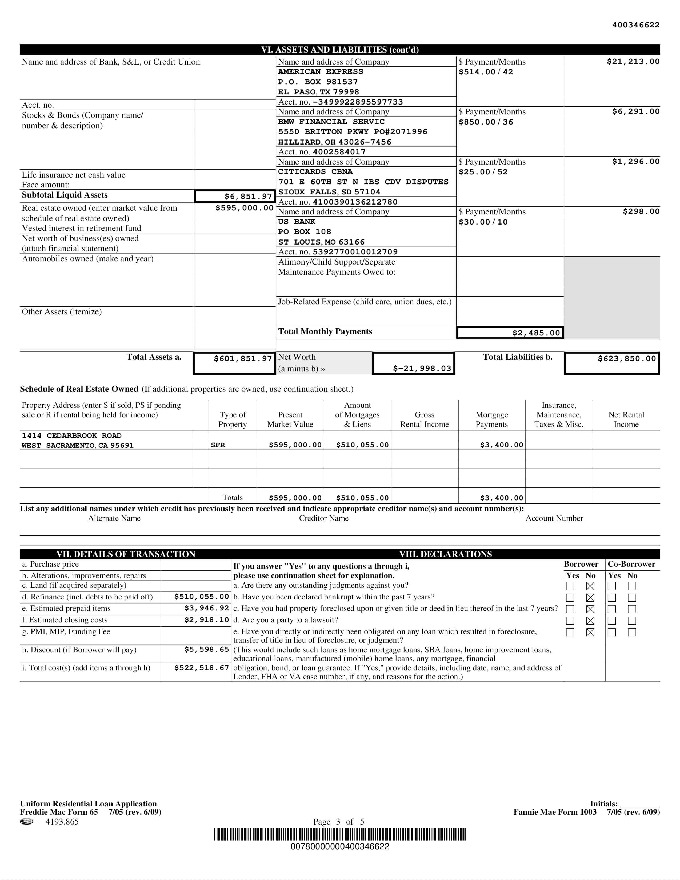 400346622
VI. ASSETS AND LIABILITIES (cont'd)
Name and address of Bank, S&L, or Credit Union
Acct. no.
Stocks & Bonds (Company name/
number & description)
Life insurance net cash value
Face amount:
Subtotal Liquid Assets $6,851.97
Real estate owned (enter market value from $595,000.00
schedule of real estate owned)
Vested interest in retirement fund
Net worth of business(es) owned
(attach financial statement)
Automobiles owned (make and year)
Other Assets (itemize)
Name and address of Company $ Payment/Months $21,213.00
AMERICAN EXPRESS $514.00/42
P.O. BOX 981537
EL PASO, TX 79998
Acct. no. -3499922895597733
Name and address of Company $ Payment/Months $6,291.00
BMW FINANCIAL SERVIC $850.00/36
5550 BRITTON PKWY PO#2071996
HILLIARD, OH 43026-7456
Acct. no. 4002584017
Name and address of Company $ Payment/Months $1,296.00
CITICARDS CBNA $25.00/52
701 E 60TH ST N IBS CDV DISPUTES
SIOUX FALLS, SD 57104
Acct. no. 4100390136212780
Name and address of Company $ Payment/Months $298.00
US BANK $30.00/10
PO BOX 108
ST LOUIS, MO 63166
Acct. no. 5392770010012709
Alimony/Child Support/Separate
Maintenance Payments Owed to:
Job-Related Expense (child care, union dues, etc.)
Total Monthly Payments $2,485.00
Total Assets a. $601,851.97 Net Worth Total Liabilities b. $623,850.00
(a minus b) » $-21,998.03
Schedule of Real Estate Owned (If additional properties are owned, use continuation sheet.)
Property Address (enter S if sold, PS if pending
sale or R if rental being held for income)
Type of
Property
Present
Market Value
Amount
of Mortgages
& Liens
Gross
Rental Income
Mortgage
Payments
Insurance,
Maintenance,
Taxes & Misc.
Net Rental
Income
1414 CEDARBROOK ROAD
WEST SACRAMENTO, CA 95691 SFR $595,000.00 $510,055.00 $3,400.00
Totals $595,000.00 $510,055.00 $3,400.00
List any additional names under which credit has previously been received and indicate appropriate creditor name(s) and account number(s):
Alternate Name Creditor Name Account Number
VII. DETAILS OF TRANSACTION
a. Purchase price
b. Alterations, improvements, repairs
c. Land (if acquired separately)
d. Refinance (incl. debts to be paid off) $510,055.00
e. Estimated prepaid items $3,946.92
f. Estimated closing costs $2,918.10
g. PMI, MIP, Funding Fee
h. Discount (if Borrower will pay) $5,598.65
i. Total cost(s) (add items a through h) $522,518.67
VIII. DECLARATIONS
If you answer "Yes" to any questions a through i,
please use continuation sheet for explanation.
Borrower Co-Borrower
Yes No Yes No
a. Are there any outstanding judgments against you?
b. Have you been declared bankrupt within the past 7 years?
c. Have you had property foreclosed upon or given title or deed in lieu thereof in the last 7 years?
d. Are you a party to a lawsuit?
e. Have you directly or indirectly been obligated on any loan which resulted in foreclosure,
transfer of title in lieu of foreclosure, or judgment?
(This would include such loans as home mortgage loans, SBA loans, home improvement loans,
educational loans, manufactured (mobile) home loans, any mortgage, financial
obligation, bond, or loan guarantee. If "Yes," provide details, including date, name, and address of
Lender, FHA or VA case number, if any, and reasons for the action.)
Uniform Residential Loan Application Initials:
Freddie Mac Form 65 7/05 (rev. 6/09) Fannie Mae Form 1003 7/05 (rev. 6/09)
4193.865 Page 3 of 5
00780000000400346622